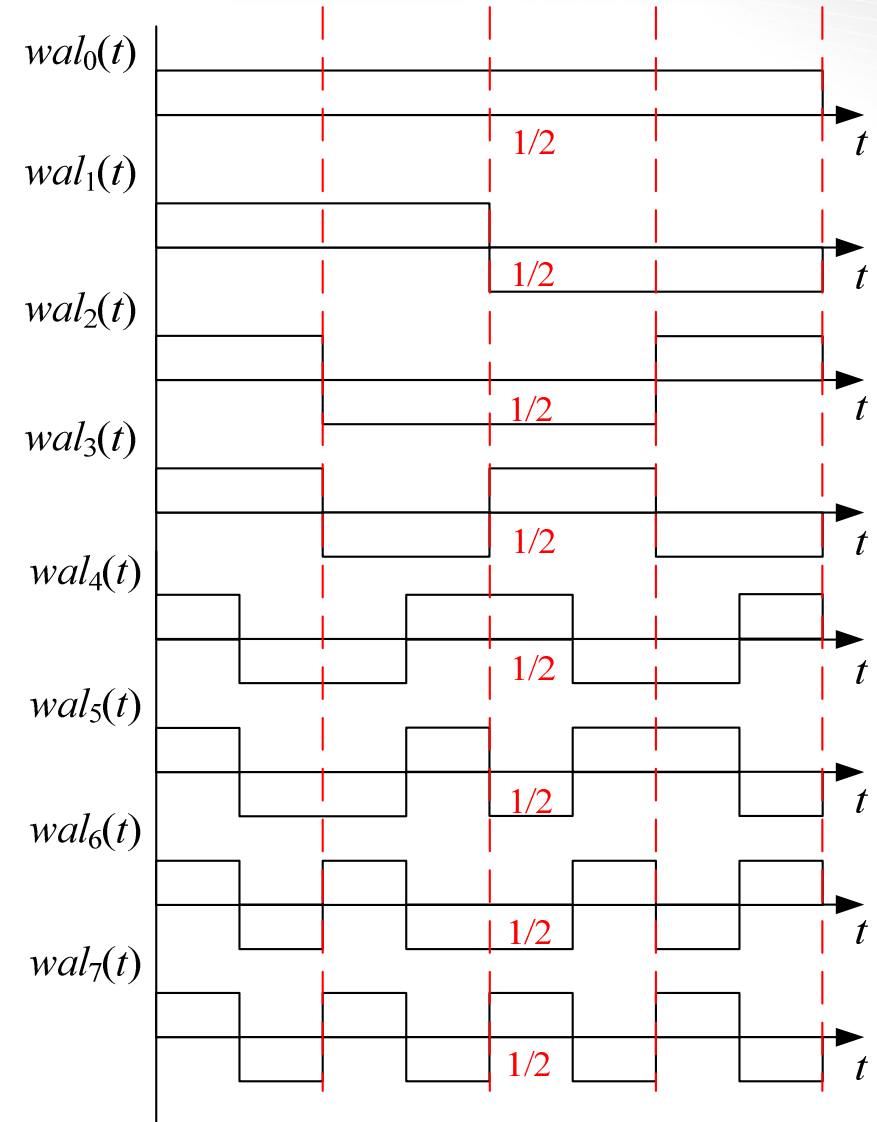 wal₀(t)
1/2 t
wal₁(t)
1/2 t
wal₂(t)
1/2 t
wal₃(t)
1/2 t
wal₄(t)
1/2 t
wal₅(t)
1/2 t
wal₆(t)
1/2 t
wal₇(t)
1/2 t